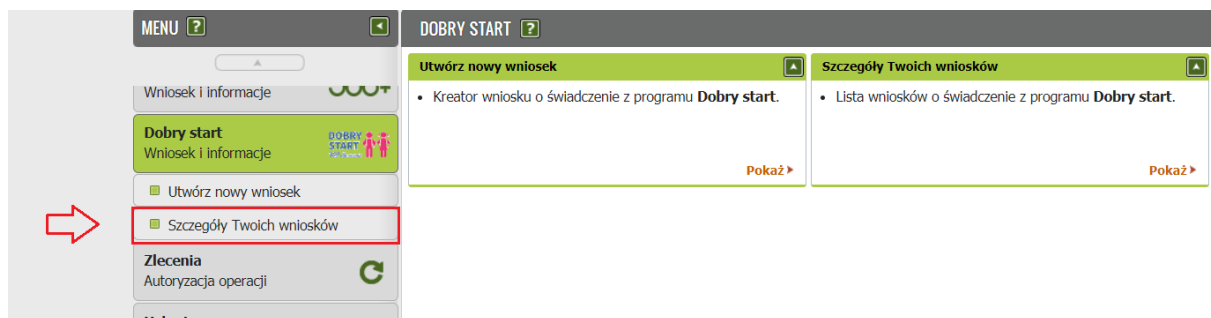 MENU ?
Wniosek i informacje
Dobry start
Wniosek i informacje
DOBRY
START
Utwórz nowy wniosek
Szczegóły Twoich wniosków
Zlecenia
Autoryzacja operacji
DOBRY START ?
Utwórz nowy wniosek
• Kreator wniosku o świadczenie z programu Dobry start.
Pokaż
Szczegóły Twoich wniosków
• Lista wniosków o świadczenie z programu Dobry start.
Pokaż